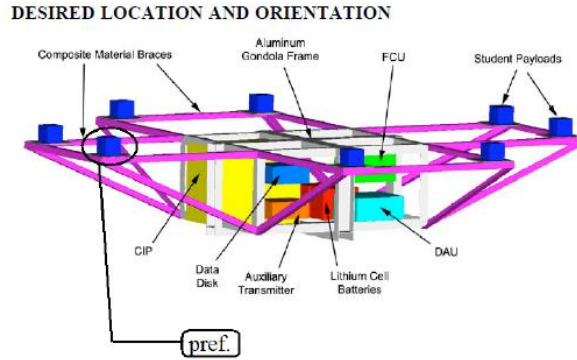 DESIRED LOCATION AND ORIENTATION
Composite Material Braces
Aluminum
Gondola Frame
FCU
Student Payloads
CIP
Data
Disk
Auxiliary
Transmitter
Lithium Cell
Batteries
DAU
pref.